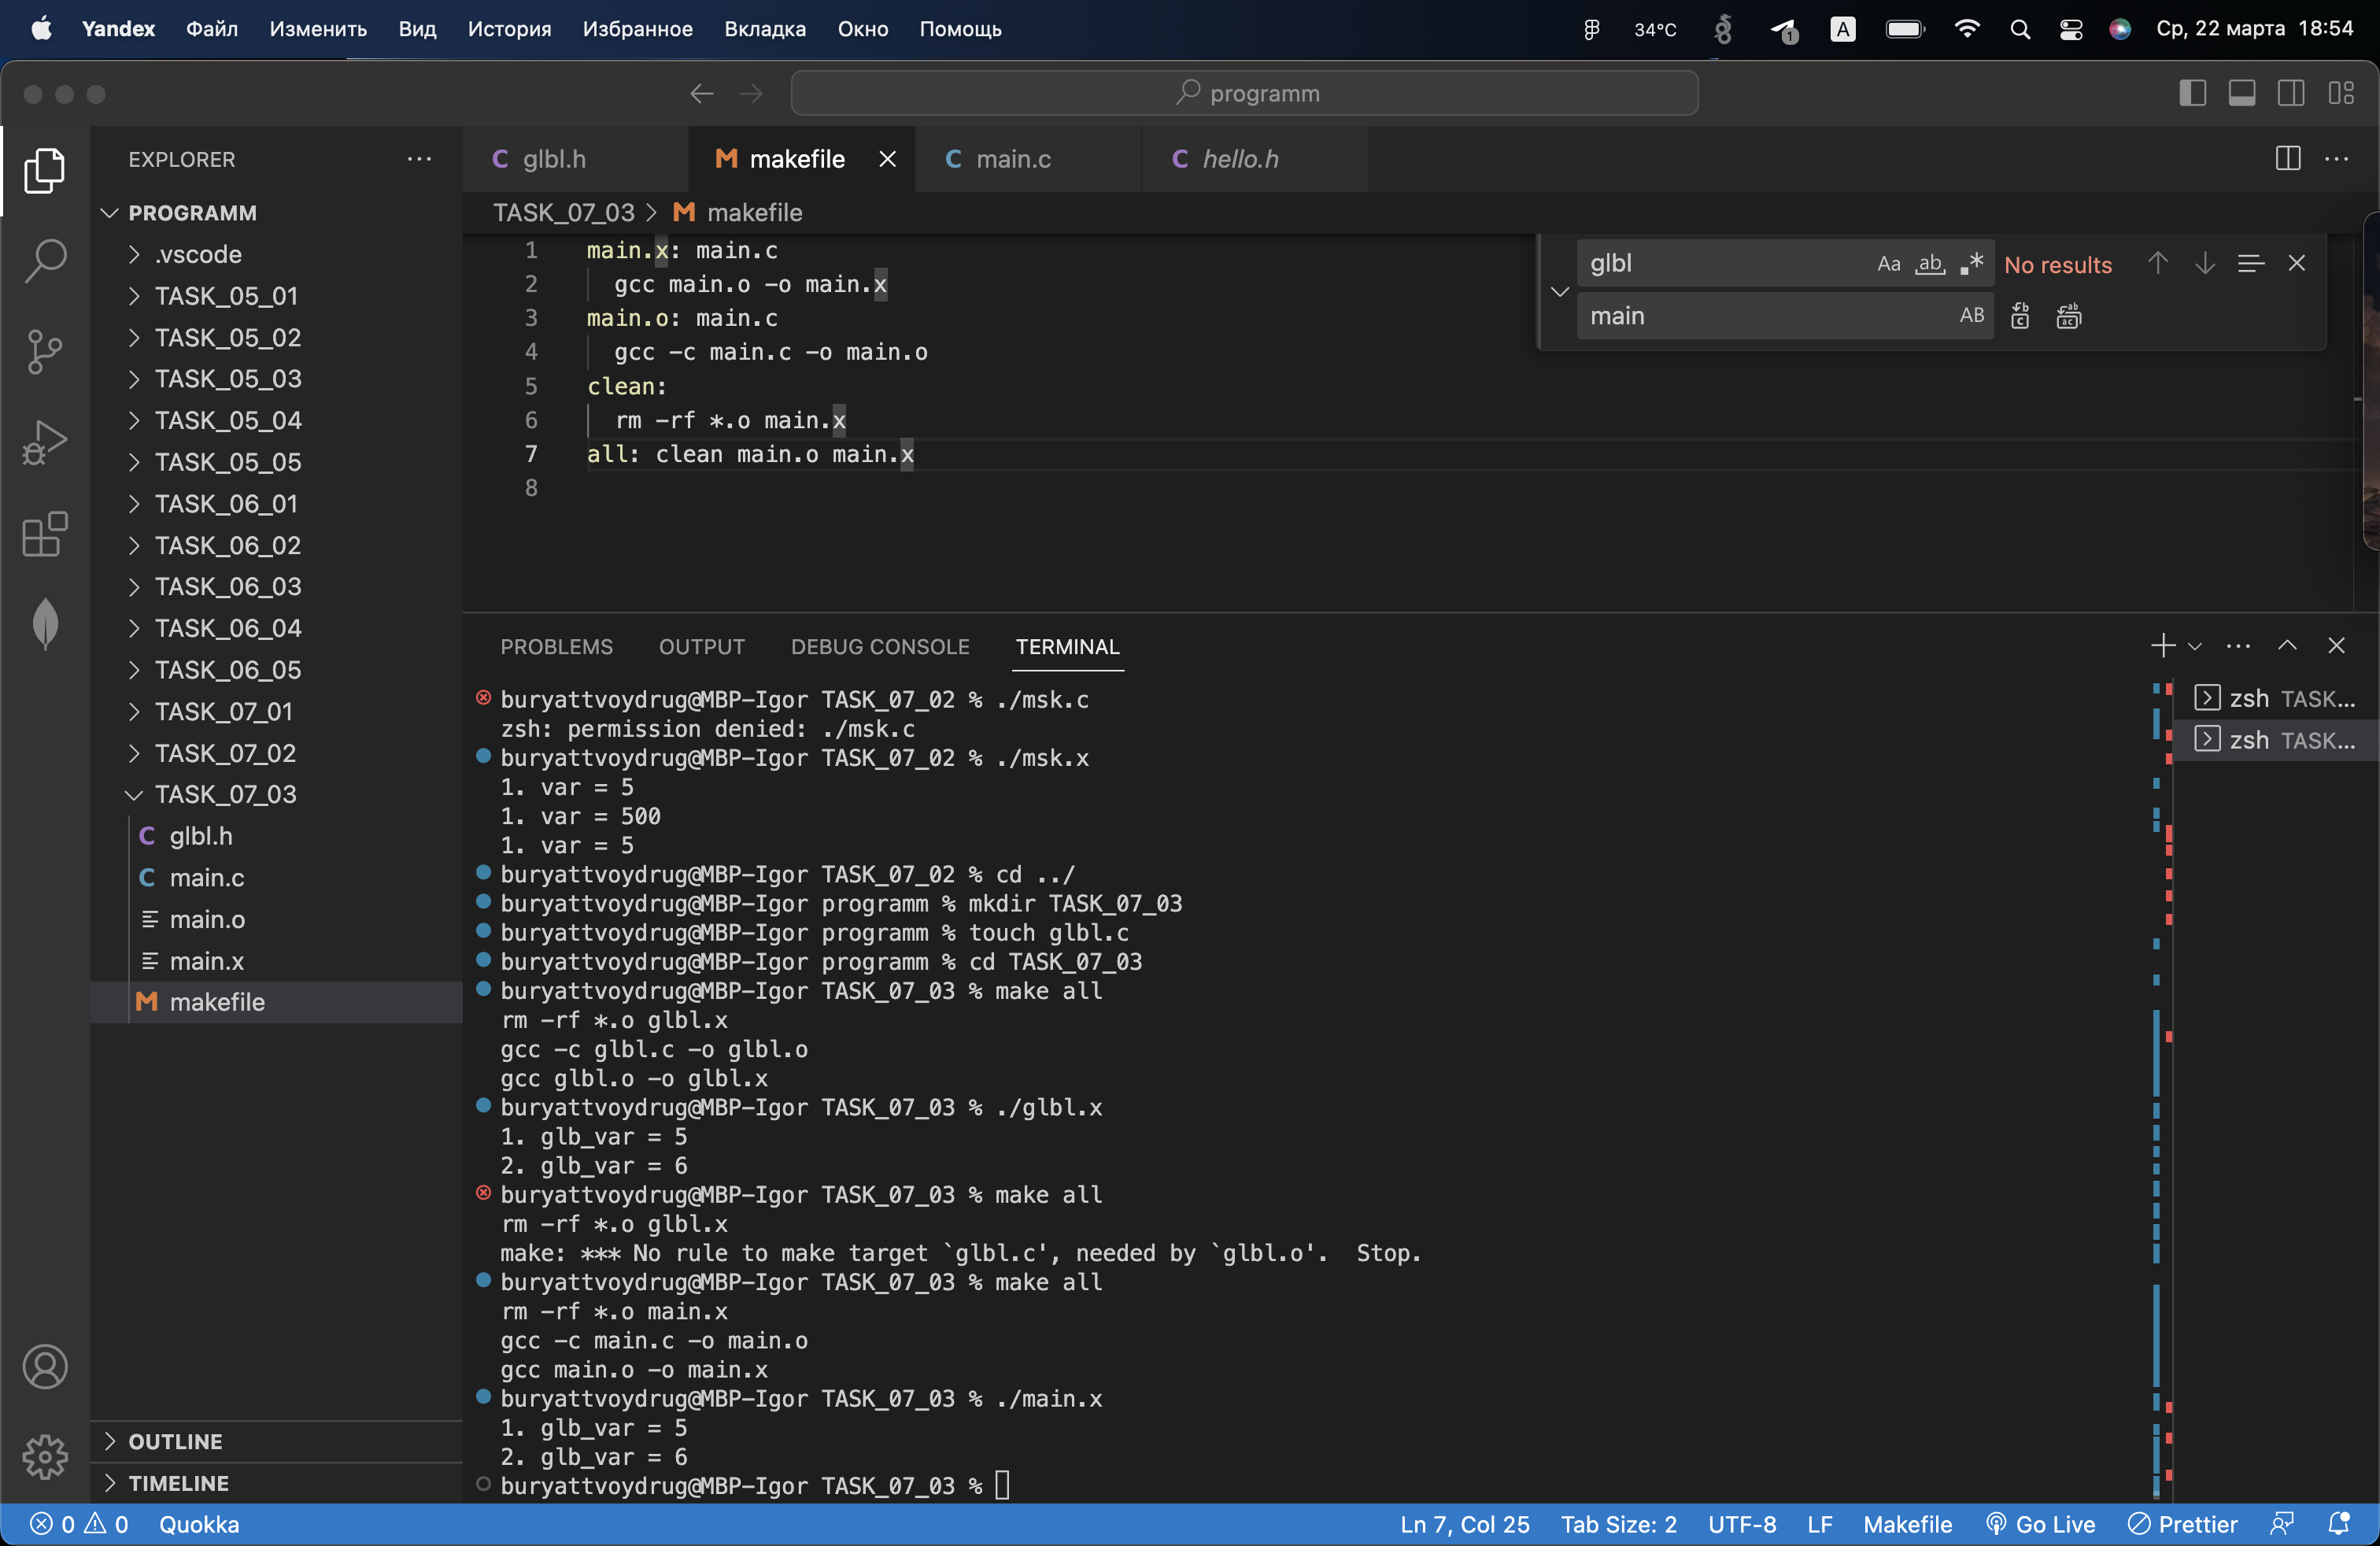 Yandex Файл Изменить Вид История Избранное Вкладка Окно Помощь 34°C 1 A Ср, 22 марта 18:54
programm
EXPLORER
PROGRAMM
.vscode
TASK_05_01
TASK_05_02
TASK_05_03
TASK_05_04
TASK_05_05
TASK_06_01
TASK_06_02
TASK_06_03
TASK_06_04
TASK_06_05
TASK_07_01
TASK_07_02
TASK_07_03
C glbl.h
C main.c
main.o
main.x
M makefile
OUTLINE
TIMELINE
C glbl.h M makefile C main.c C hello.h
TASK_07_03 > M makefile
1 main.x: main.c
2 gcc main.o -o main.x
3 main.o: main.c
4 gcc -c main.c -o main.o
5 clean:
6 rm -rf *.o main.x
7 all: clean main.o main.x
8
glbl Aa ab .* No results
main AB
PROBLEMS OUTPUT DEBUG CONSOLE TERMINAL
buryattvoydrug@MBP-Igor TASK_07_02 % ./msk.c
zsh: permission denied: ./msk.c
buryattvoydrug@MBP-Igor TASK_07_02 % ./msk.x
1. var = 5
1. var = 500
1. var = 5
buryattvoydrug@MBP-Igor TASK_07_02 % cd ../
buryattvoydrug@MBP-Igor programm % mkdir TASK_07_03
buryattvoydrug@MBP-Igor programm % touch glbl.c
buryattvoydrug@MBP-Igor programm % cd TASK_07_03
buryattvoydrug@MBP-Igor TASK_07_03 % make all
rm -rf *.o glbl.x
gcc -c glbl.c -o glbl.o
gcc glbl.o -o glbl.x
buryattvoydrug@MBP-Igor TASK_07_03 % ./glbl.x
1. glb_var = 5
2. glb_var = 6
buryattvoydrug@MBP-Igor TASK_07_03 % make all
rm -rf *.o glbl.x
make: *** No rule to make target `glbl.c', needed by `glbl.o'.  Stop.
buryattvoydrug@MBP-Igor TASK_07_03 % make all
rm -rf *.o main.x
gcc -c main.c -o main.o
gcc main.o -o main.x
buryattvoydrug@MBP-Igor TASK_07_03 % ./main.x
1. glb_var = 5
2. glb_var = 6
buryattvoydrug@MBP-Igor TASK_07_03 %
zsh TASK...
zsh TASK...
0 0 Quokka Ln 7, Col 25 Tab Size: 2 UTF-8 LF Makefile Go Live Prettier